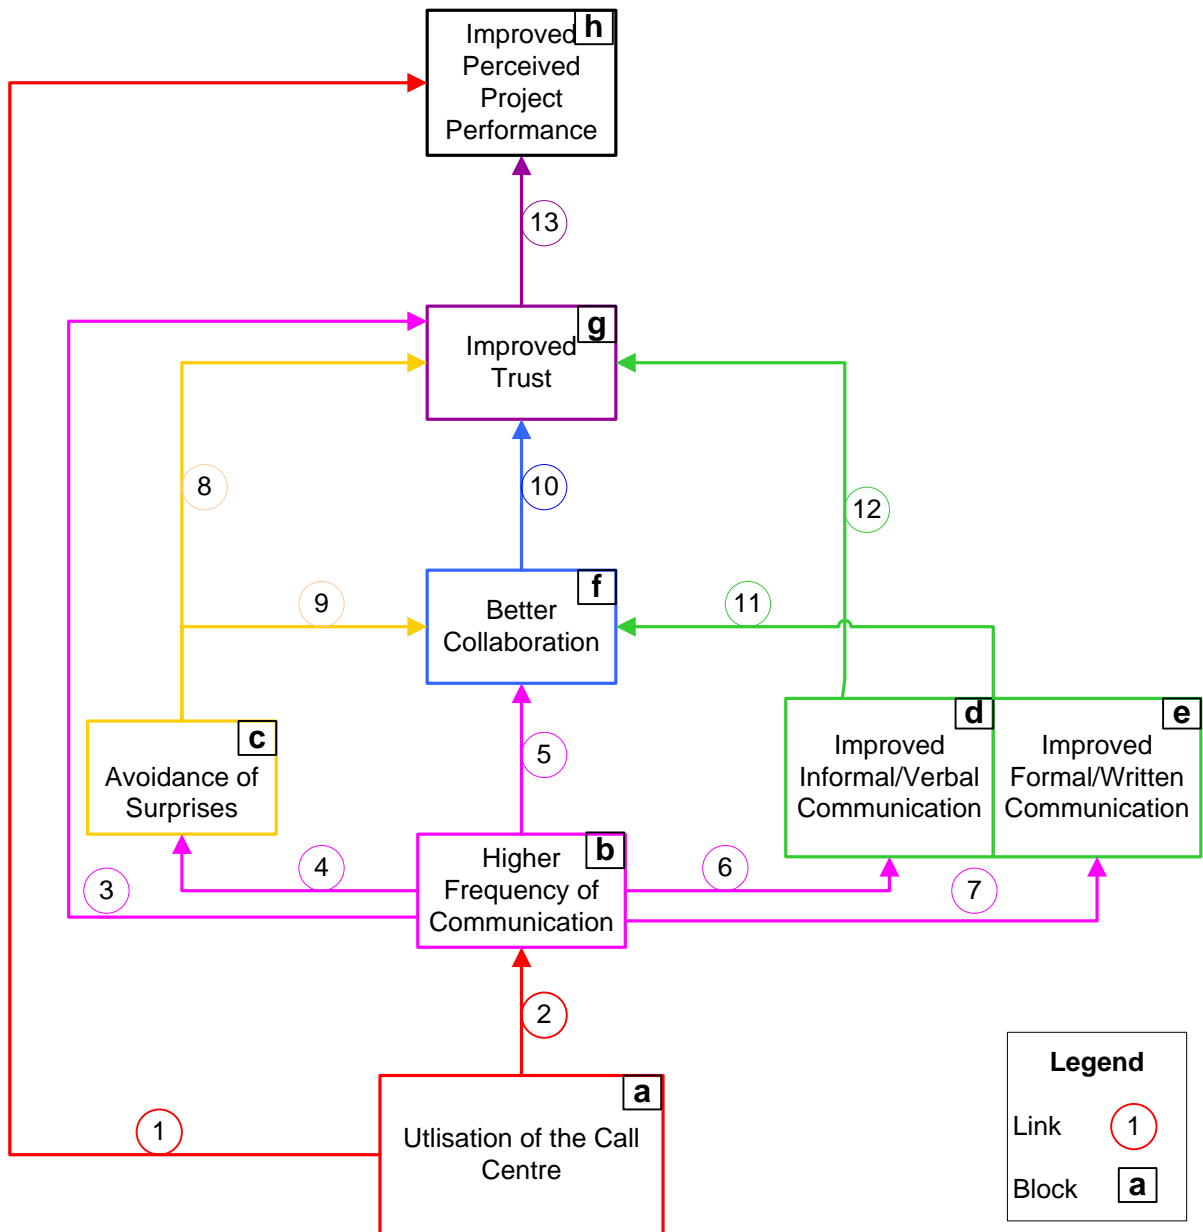 h
Improved
Perceived
Project
Performance
13
g
Improved
Trust
8
10
12
f
Better
Collaboration
9
11
c
Avoidance of
Surprises
d
Improved
Informal/Verbal
Communication
e
Improved
Formal/Written
Communication
5
b
Higher
Frequency of
Communication
3
4
6
7
2
a
Utlisation of the Call
Centre
1
Legend
Link 1
Block a